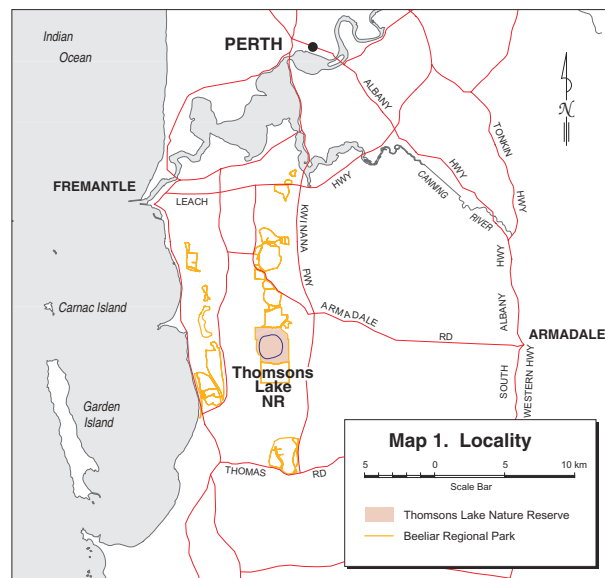 Indian
Ocean
PERTH
ALBANY
HWY
N
TONKIN
HWY
CANNING
RIVER
FREMANTLE
LEACH
HWY
KWINANA
FWY
HWY
ALBANY
Carnac Island
ARMADALE
RD
ARMADALE
Thomsons
Lake
NR
SOUTH
WESTERN HWY
Garden
Island
THOMAS
RD
Map 1. Locality
5 0 5 10 km
Scale Bar
Thomsons Lake Nature Reserve
Beeliar Regional Park